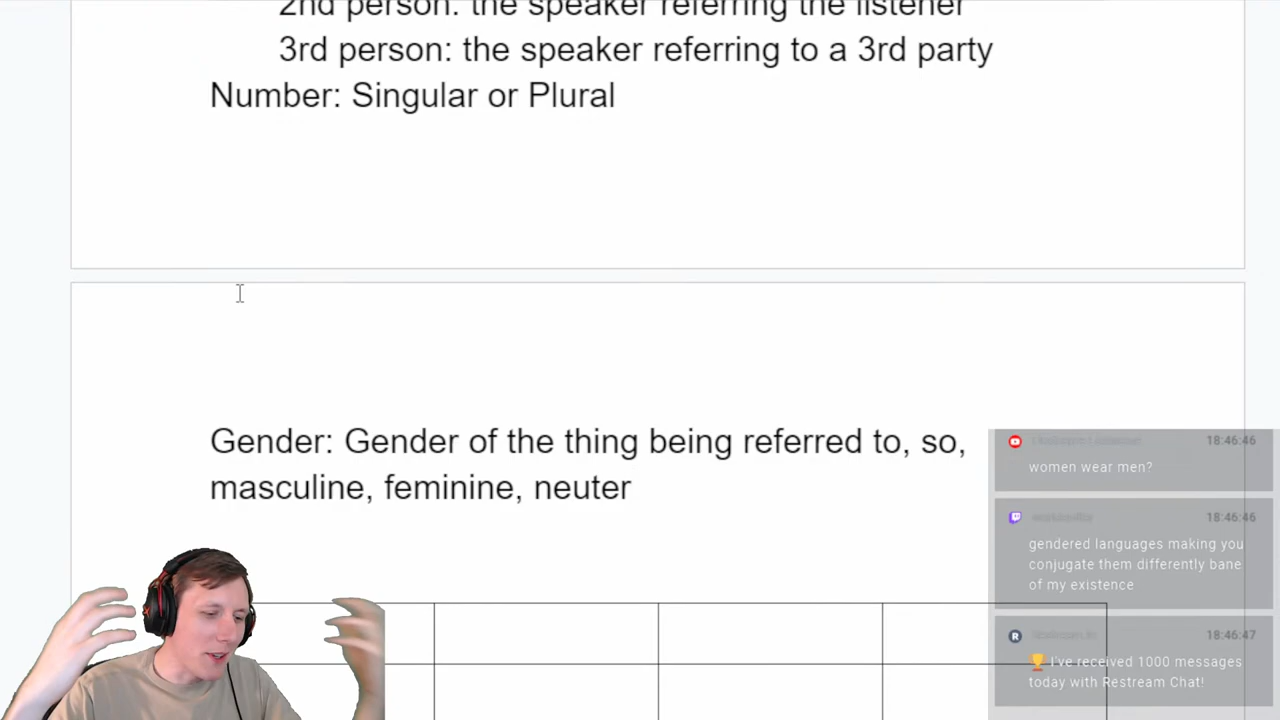 2nd person: the speaker referring the listener
3rd person: the speaker referring to a 3rd party
Number: Singular or Plural
Gender: Gender of the thing being referred to, so,
masculine, feminine, neuter
18:46:46
women wear men?
18:46:46
gendered languages making you
conjugate them differently bane
of my existence
R
18:46:47
🏆 I've received 1000 messages
today with Restream Chat!